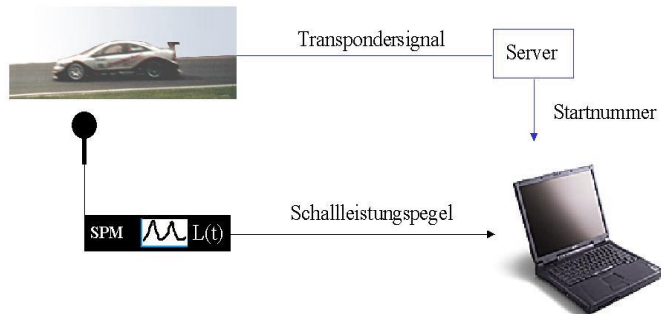 Transpondersignal
Server
Startnummer
Schallleistungspegel
SPM L(t)